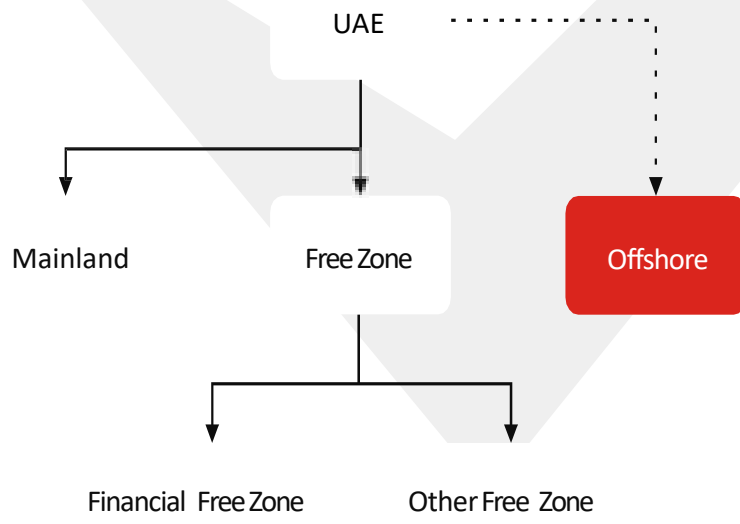 UAE
Mainland
Free Zone
Offshore
Financial Free Zone
Other Free Zone